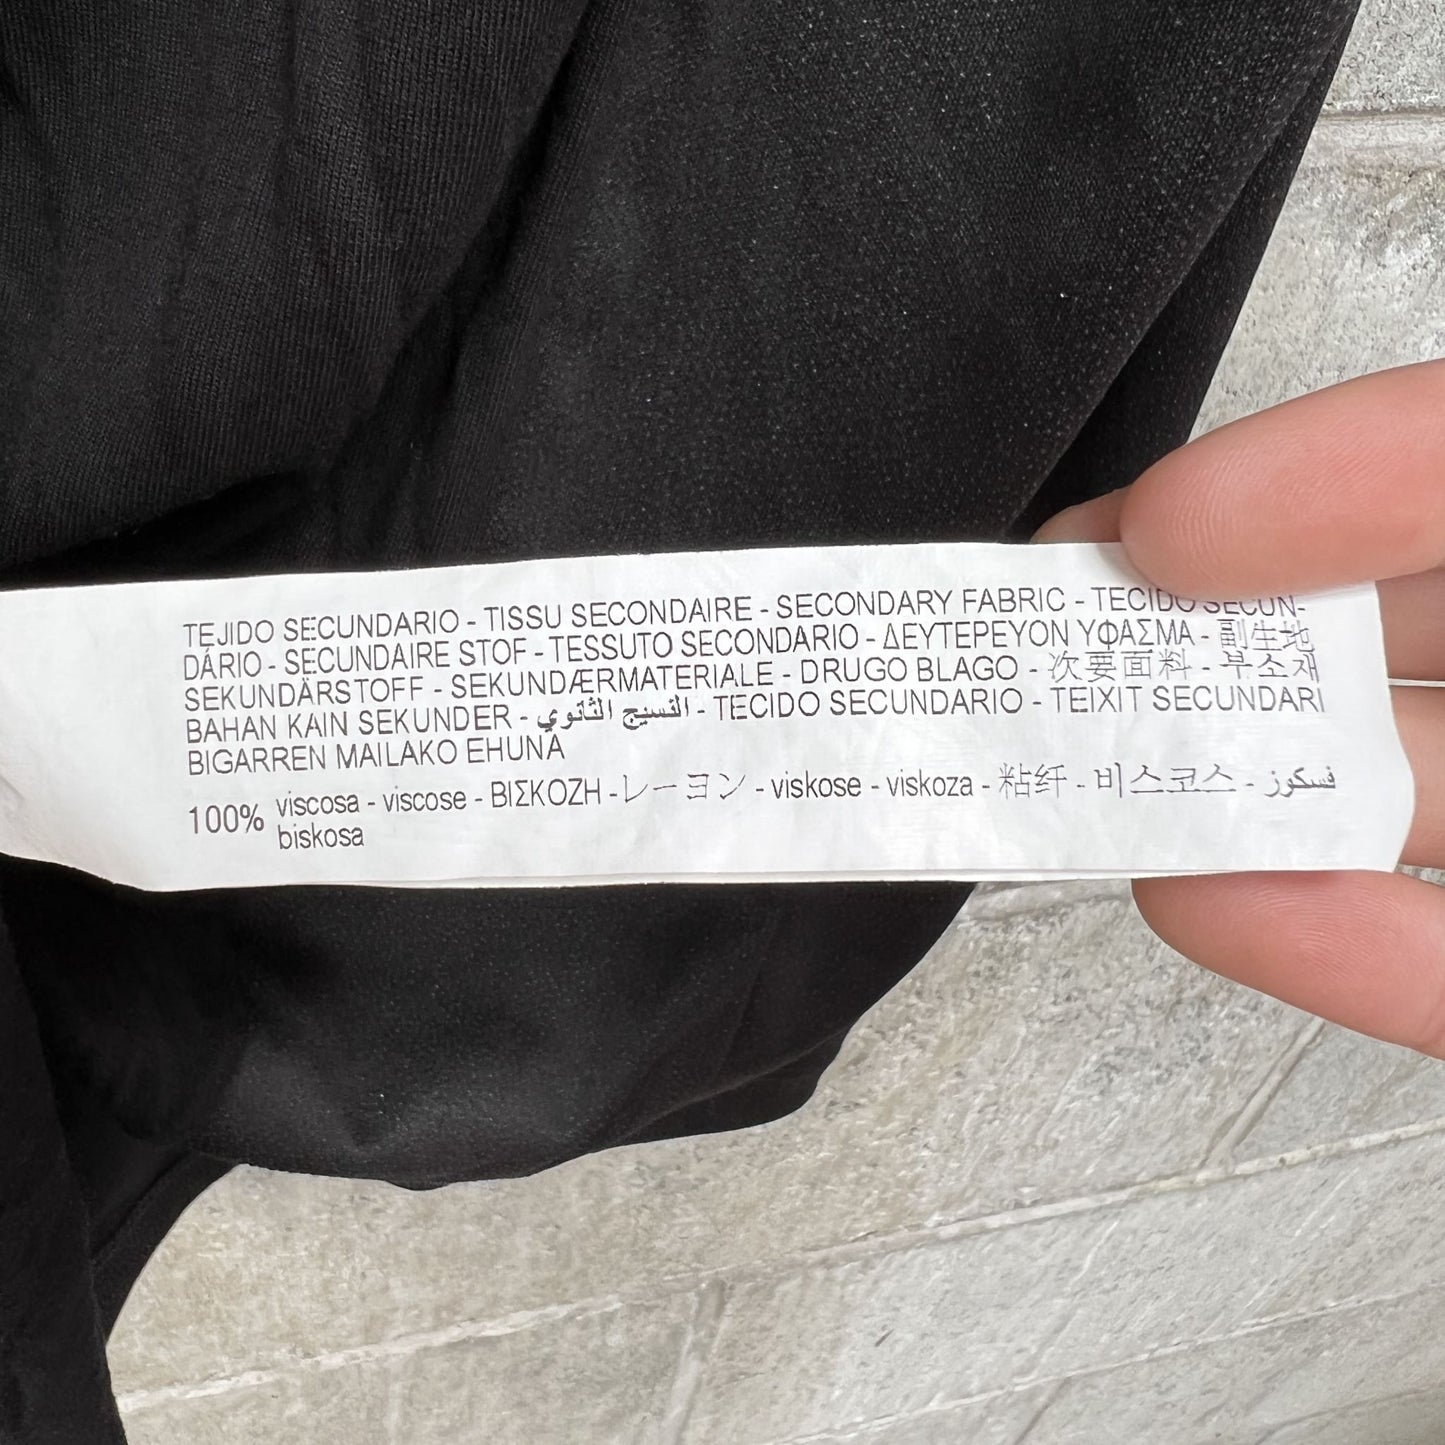 TEJIDO SECUNDARIO - TISSU SECONDAIRE - SECONDARY FABRIC - TECIDO SECUN-
DÁRIO - SECUNDAIRE STOF - TESSUTO SECONDARIO - ΔΕΥΤΕΡΕΥΟΝ ΥΦΑΣΜΑ - 副生地
SEKUNDÄRSTOFF - SEKUNDÆRMATERIALE - DRUGO BLAGO - 次要面料 - 부소재
BAHAN KAIN SEKUNDER - النسيج الثانوي - TECIDO SECUNDÁRIO - TEIXIT SECUNDARI
BIGARREN MAILAKO EHUNA
100% viscosa - viscose - ΒΙΣΚΟΖΗ - レーヨン - viskose - viskoza - 粘纤 - 비스코스 - فسكوز
biskosa